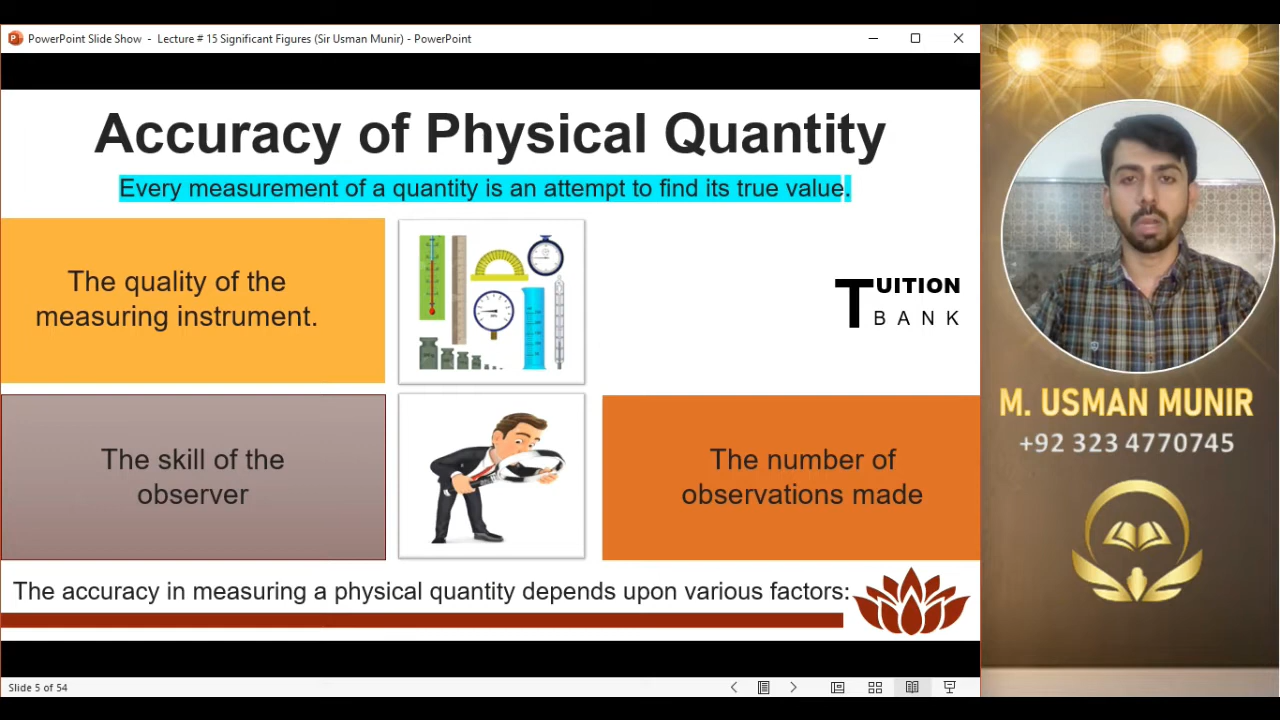 PowerPoint Slide Show - Lecture # 15 Significant Figures (Sir Usman Munir) - PowerPoint
Accuracy of Physical Quantity
Every measurement of a quantity is an attempt to find its true value.
The quality of the
measuring instrument.
TUITION
BANK
The skill of the
observer
The number of
observations made
The accuracy in measuring a physical quantity depends upon various factors:
Slide 5 of 54
M. USMAN MUNIR
+92 323 4770745